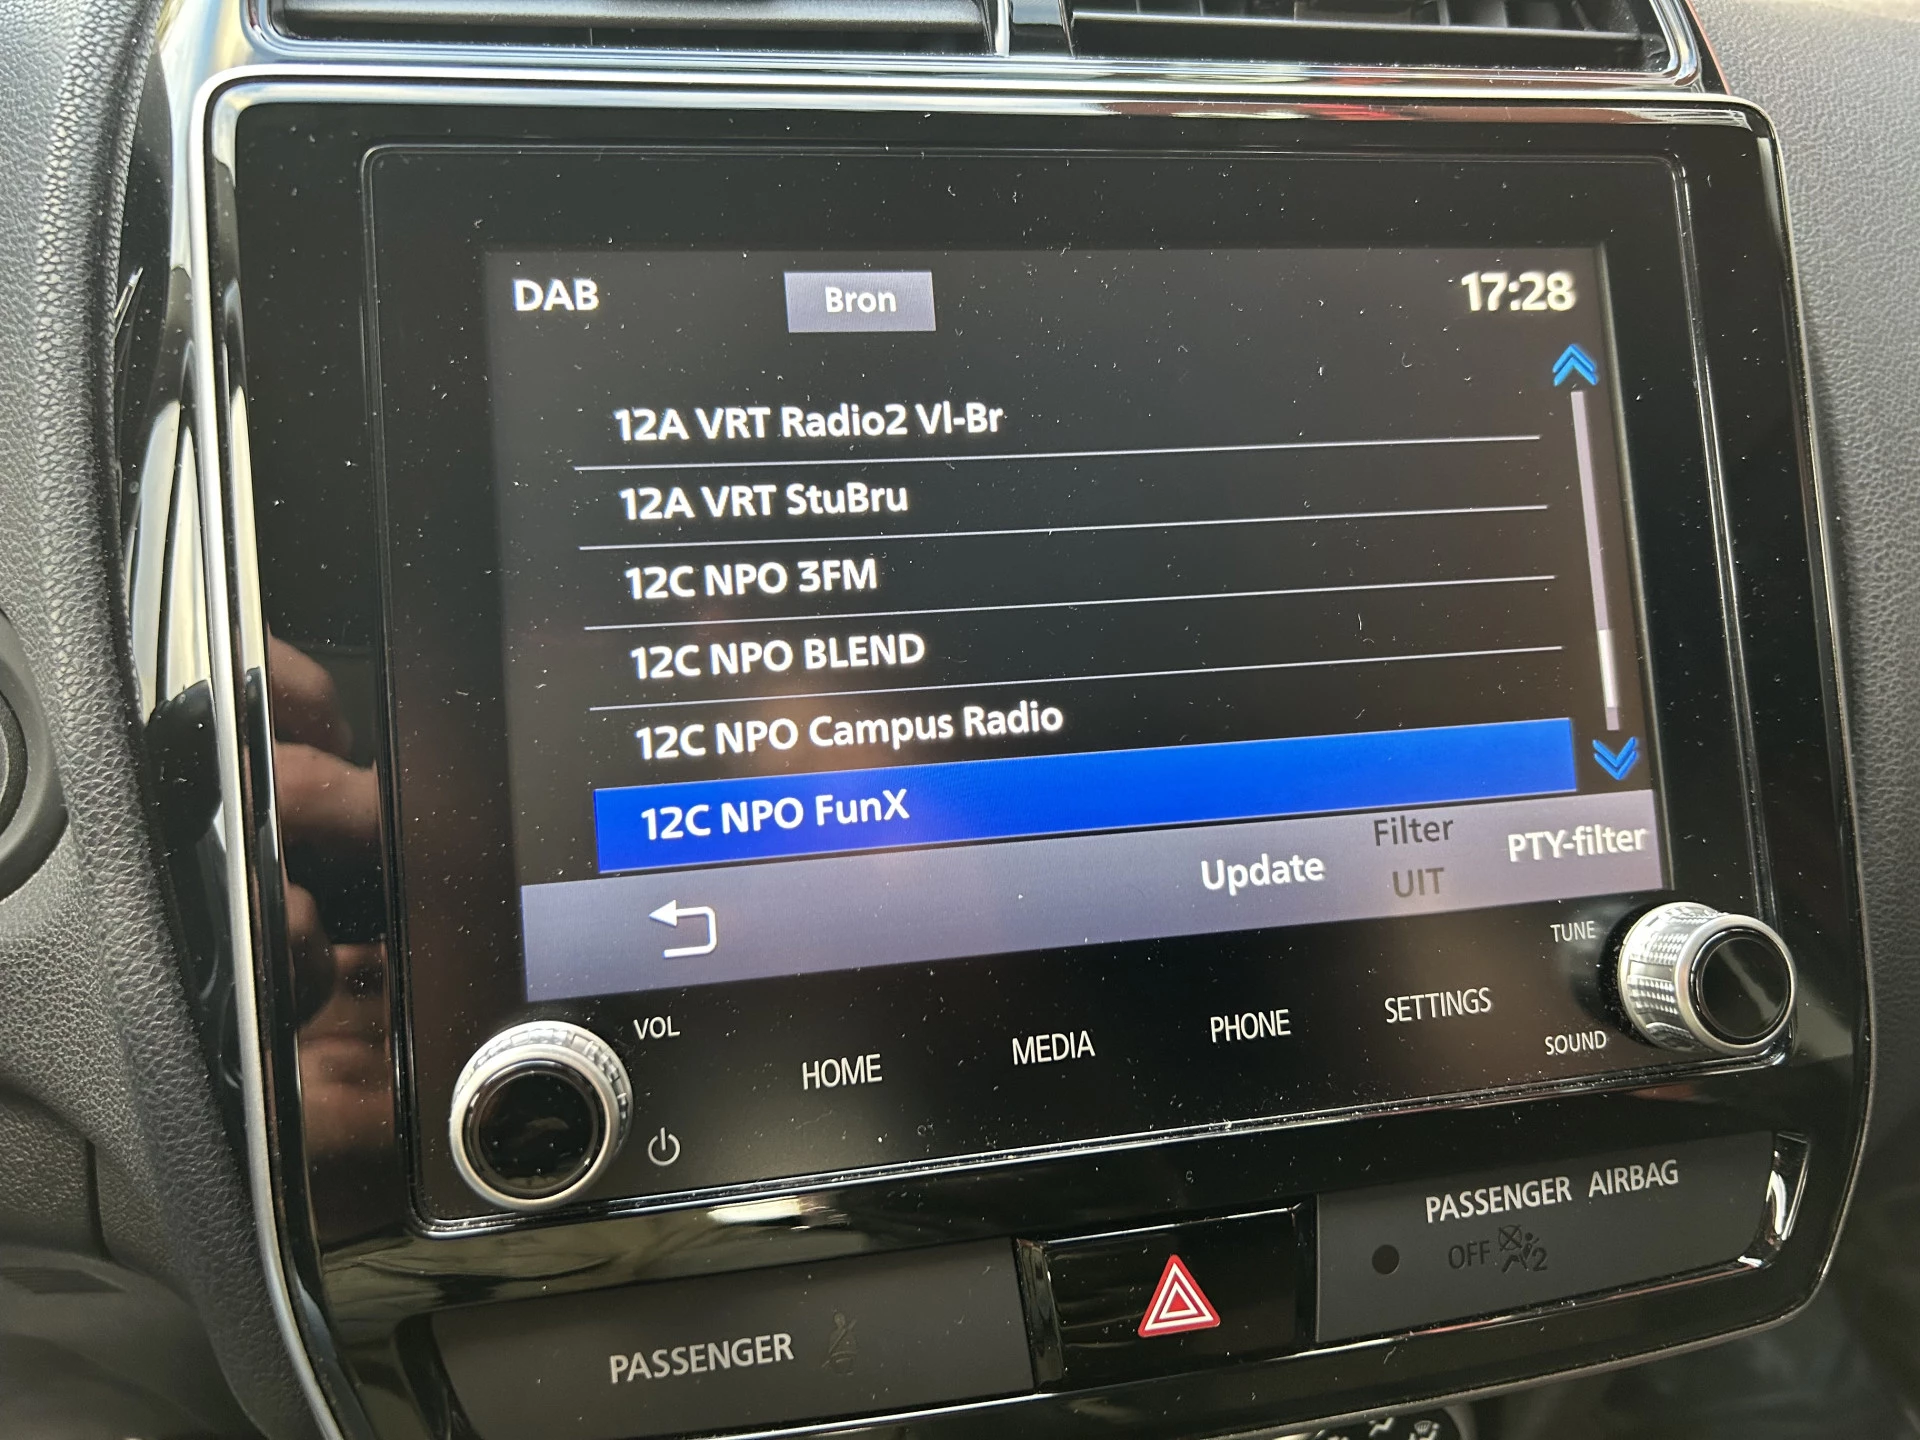 DAB
Bron
17:28
12A VRT Radio2 Vl-Br
12A VRT StuBru
12C NPO 3FM
12C NPO BLEND
12C NPO Campus Radio
12C NPO FunX
Update
Filter
UIT
PTY-filter
VOL
HOME
MEDIA
PHONE
SETTINGS
TUNE
SOUND
PASSENGER
PASSENGER AIRBAG
OFF
2